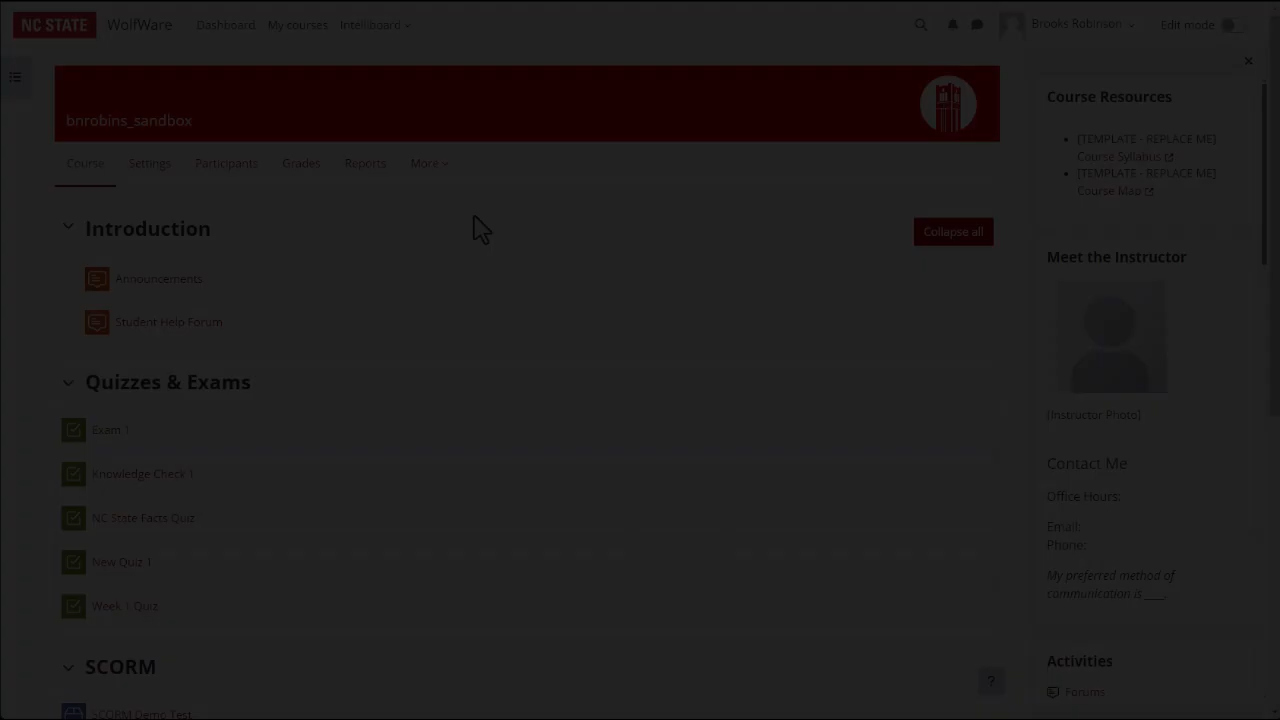 NC STATE WolfWare Dashboard My courses Intelliboard Brooks Robinson Edit mode
bnrobins_sandbox
Course Settings Participants Grades Reports More
Introduction
Collapse all
Announcements
Student Help Forum
Quizzes & Exams
Exam 1
Knowledge Check 1
NC State Facts Quiz
New Quiz 1
Week 1 Quiz
SCORM
SCORM Demo Test
?
Course Resources
[TEMPLATE - REPLACE ME]
Course Syllabus
[TEMPLATE - REPLACE ME]
Course Map
Meet the Instructor
(Instructor Photo)
Contact Me
Office Hours:
Email:
Phone:
My preferred method of
communication is ____.
Activities
Forums